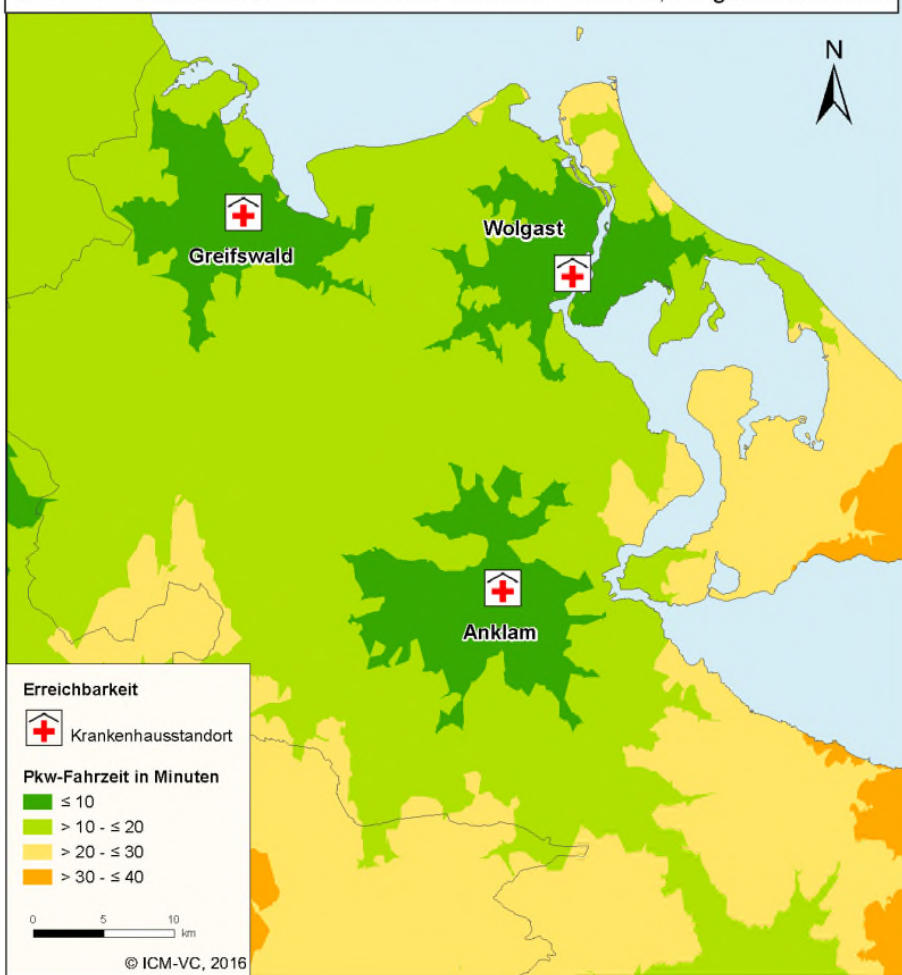 N
Wolgast
Greifswald
Anklam
Erreichbarkeit
Krankenhausstandort
Pkw-Fahrzeit in Minuten
≤ 10
> 10 - ≤ 20
> 20 - ≤ 30
> 30 - ≤ 40
0 5 10
km
© ICM-VC, 2016